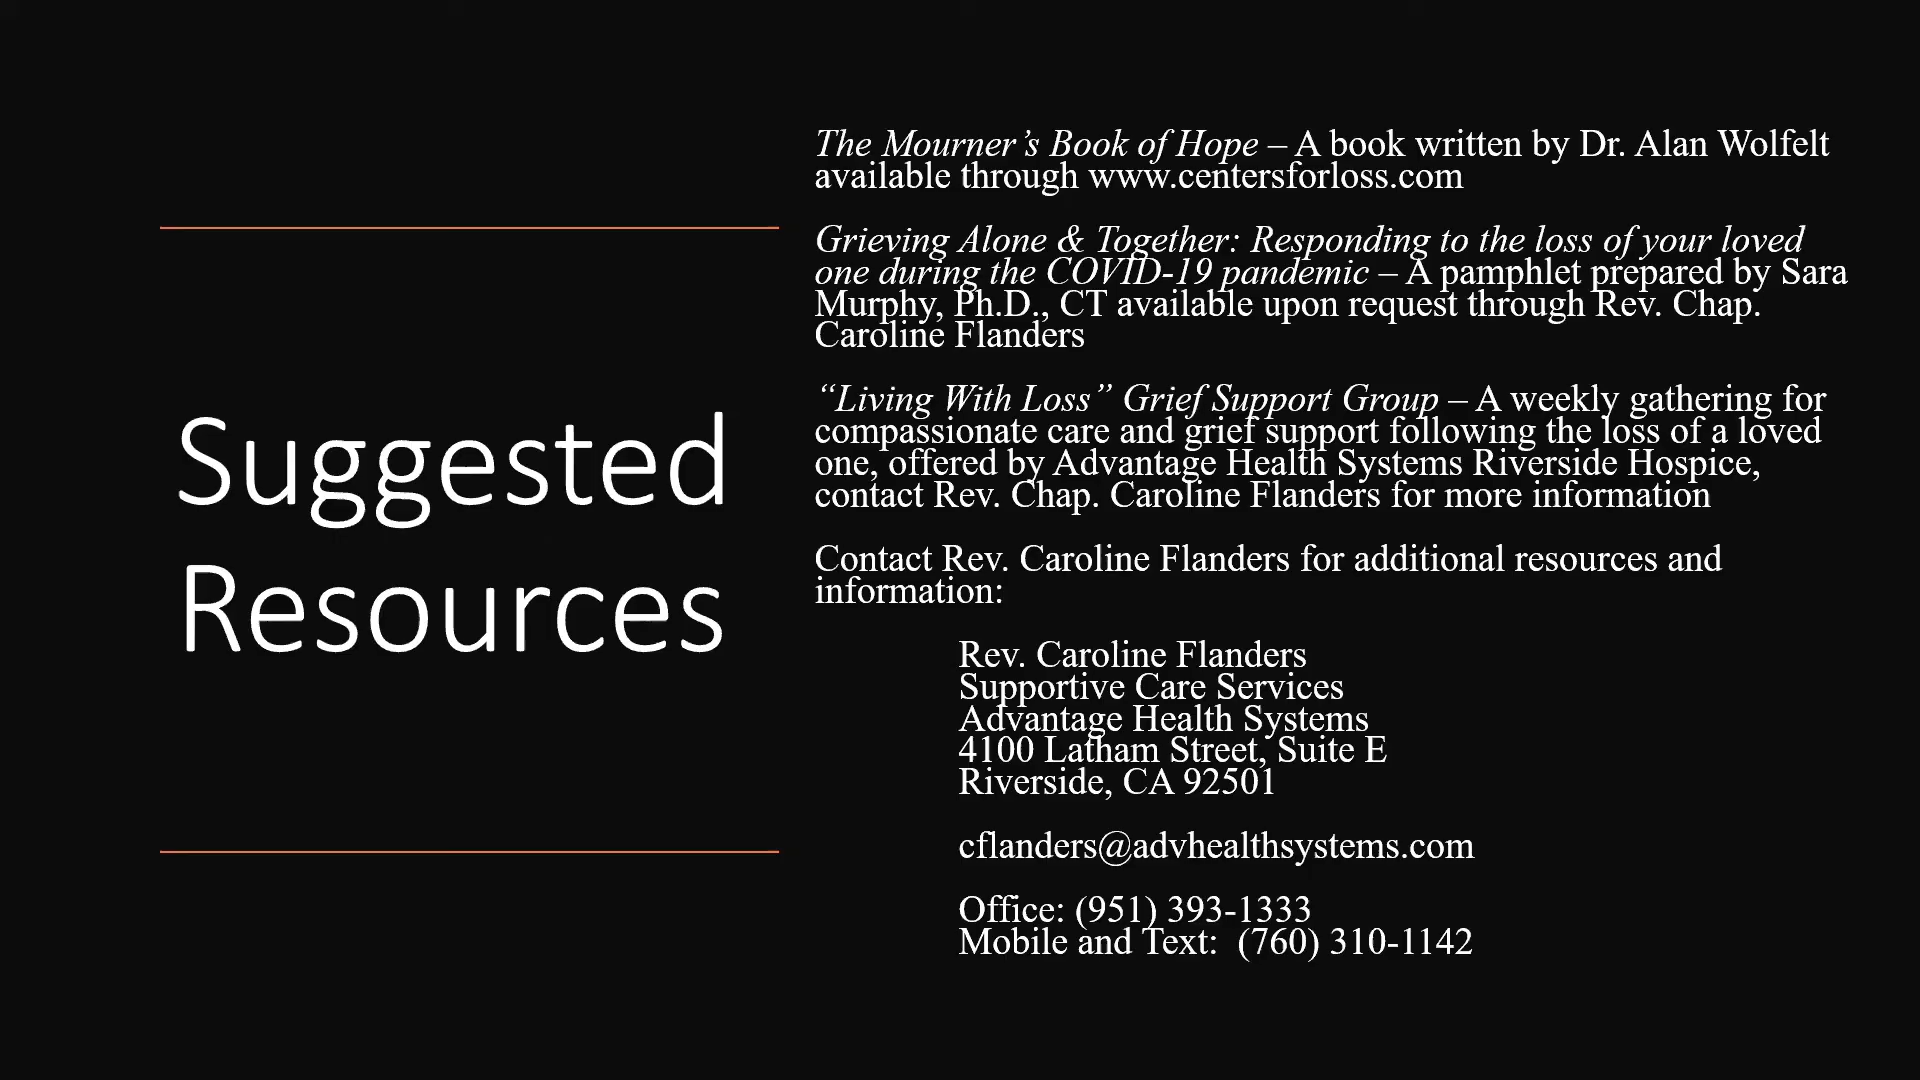 Suggested
Resources
The Mourner’s Book of Hope – A book written by Dr. Alan Wolfelt
available through www.centersforloss.com
Grieving Alone & Together: Responding to the loss of your loved
one during the COVID-19 pandemic – A pamphlet prepared by Sara
Murphy, Ph.D., CT available upon request through Rev. Chap.
Caroline Flanders
“Living With Loss” Grief Support Group – A weekly gathering for
compassionate care and grief support following the loss of a loved
one, offered by Advantage Health Systems Riverside Hospice,
contact Rev. Chap. Caroline Flanders for more information
Contact Rev. Caroline Flanders for additional resources and
information:
Rev. Caroline Flanders
Supportive Care Services
Advantage Health Systems
4100 Latham Street, Suite E
Riverside, CA 92501
cflanders@advhealthsystems.com
Office: (951) 393-1333
Mobile and Text:  (760) 310-1142